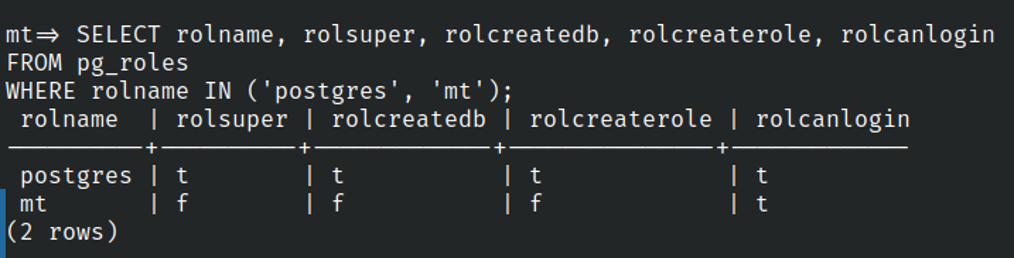 mt=> SELECT rolname, rolsuper, rolcreatedb, rolcreaterole, rolcanlogin
FROM pg_roles
WHERE rolname IN ('postgres', 'mt');
 rolname  | rolsuper | rolcreatedb | rolcreaterole | rolcanlogin
----------+----------+-------------+---------------+-------------
 postgres | t        | t           | t             | t
 mt       | f        | f           | f             | t
(2 rows)